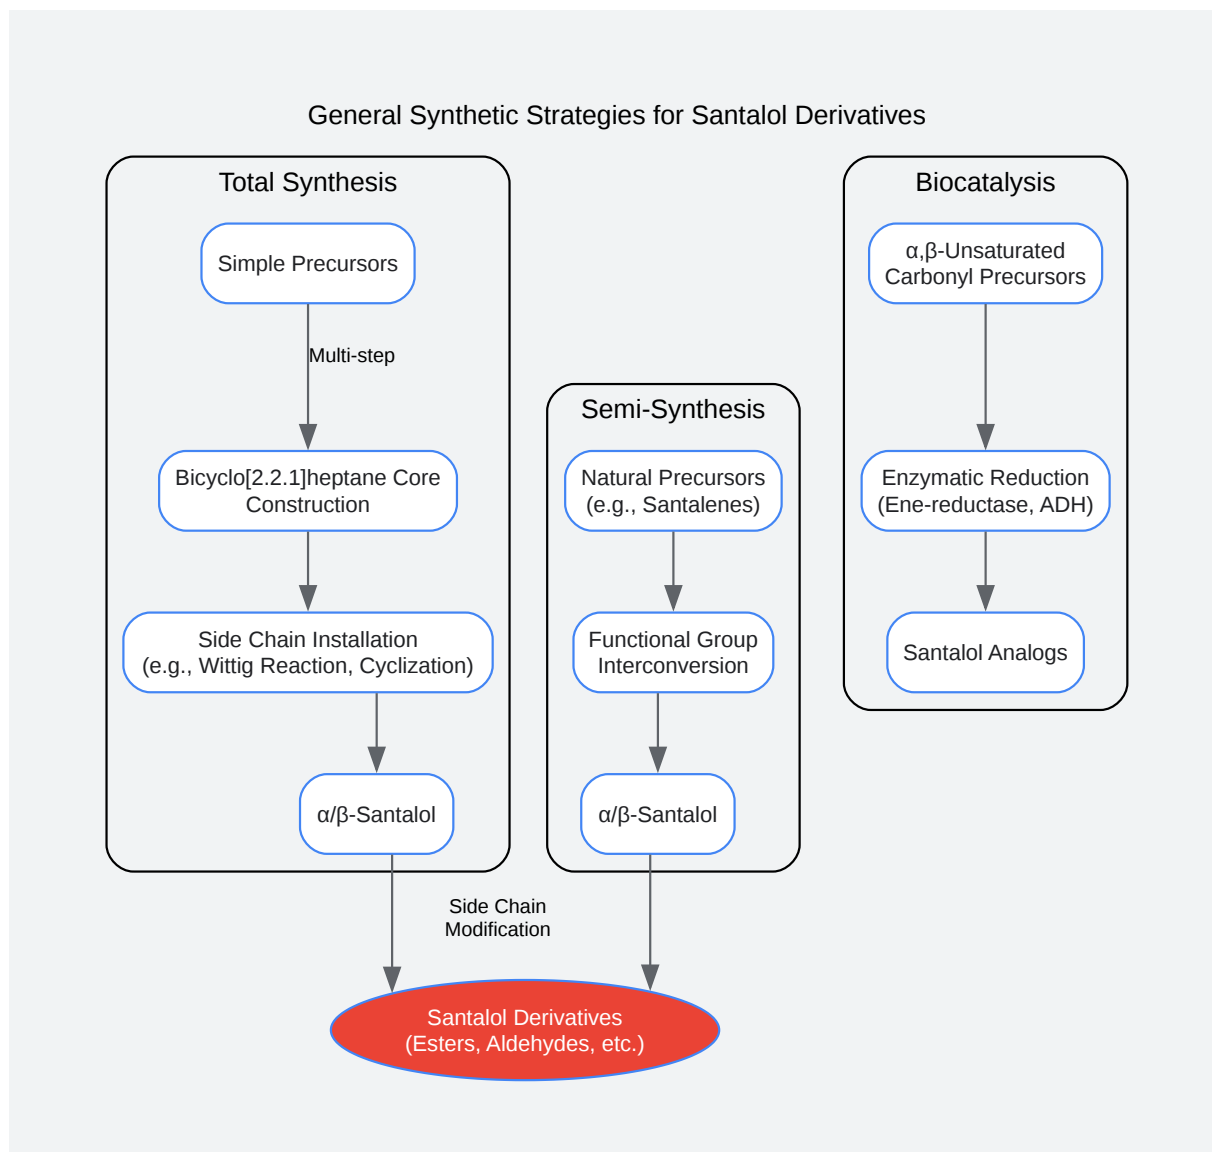 General Synthetic Strategies for Santalol Derivatives
Total Synthesis
Simple Precursors
Multi-step
Bicyclo[2.2.1]heptane Core
Construction
Side Chain Installation
(e.g., Wittig Reaction, Cyclization)
α/β-Santalol
Semi-Synthesis
Natural Precursors
(e.g., Santalenes)
Functional Group
Interconversion
α/β-Santalol
Biocatalysis
α,β-Unsaturated
Carbonyl Precursors
Enzymatic Reduction
(Ene-reductase, ADH)
Santalol Analogs
Side Chain
Modification
Santalol Derivatives
(Esters, Aldehydes, etc.)